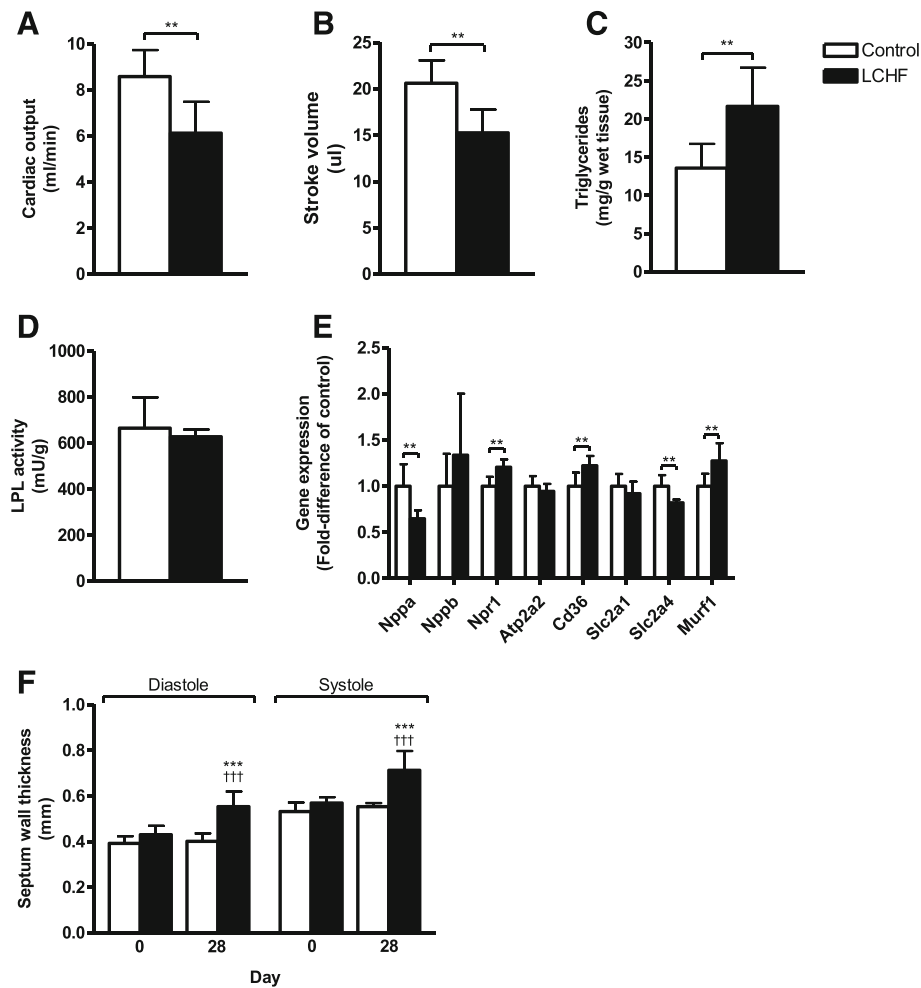 A
Cardiac output
(ml/min)
10
8
6
4
2
0
**
B
Stroke volume
(ul)
25
20
15
10
5
0
**
C
Triglycerides
(mg/g wet tissue)
30
25
20
15
10
5
0
**
Control
LCHF
D
LPL activity
(mU/g)
1000
800
600
400
200
0
E
Gene expression
(Fold-difference of control)
2.5
2.0
1.5
1.0
0.5
0.0
** ** ** ** **
Nppa Nppb Npr1 Atp2a2 Cd36 Slc2a1 Slc2a4 Murf1
F
Septum wall thickness
(mm)
Diastole Systole
1.0
0.8
0.6
0.4
0.2
0.0
*** ***
††† †††
0 28 0 28
Day